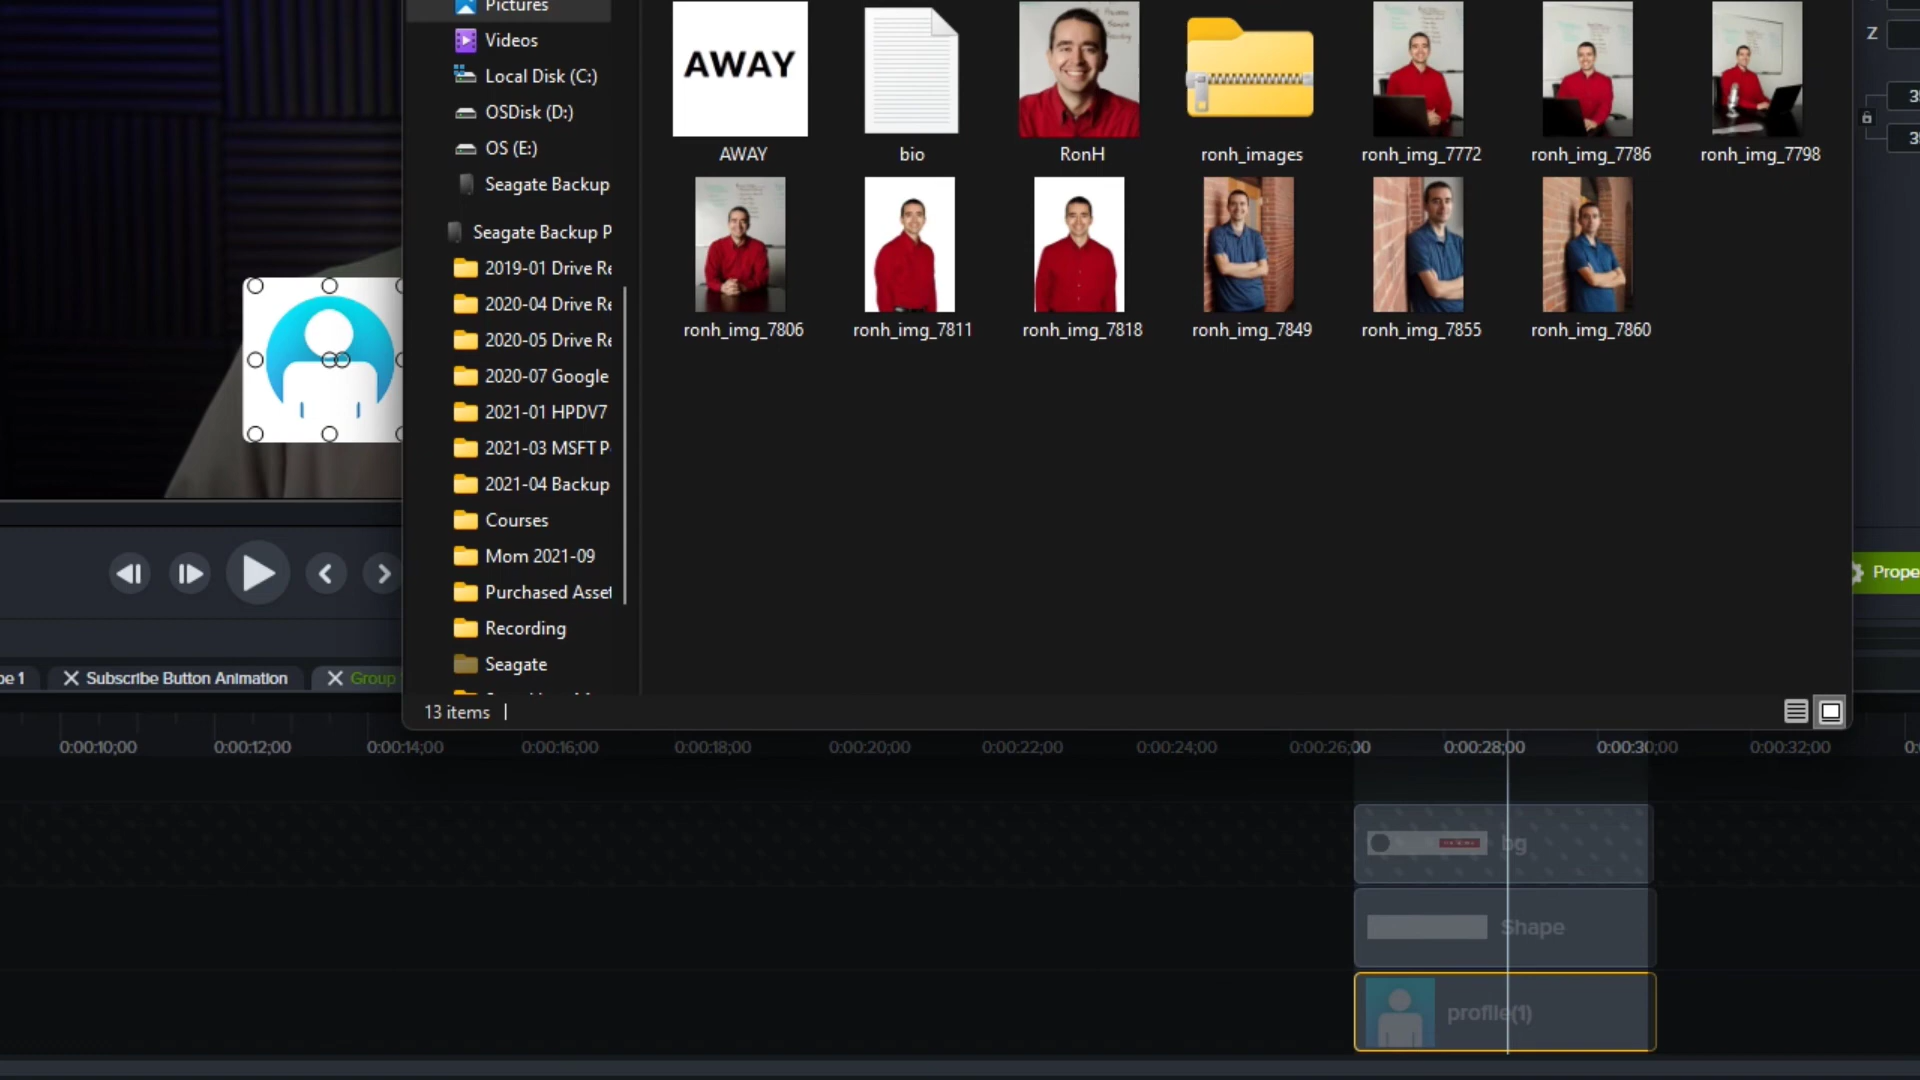 Pictures
Videos
Local Disk (C:)
OSDisk (D:)
OS (E:)
Seagate Backup
Seagate Backup P
2019-01 Drive Re
2020-04 Drive Re
2020-05 Drive Re
2020-07 Google
2021-01 HPDV7
2021-03 MSFT P
2021-04 Backup
Courses
Mom 2021-09
Purchased Asset
Recording
Seagate
AWAY
AWAY
bio
RonH
ronh_images
ronh_img_7772
ronh_img_7786
ronh_img_7798
ronh_img_7806
ronh_img_7811
ronh_img_7818
ronh_img_7849
ronh_img_7855
ronh_img_7860
13 items
Z
35
35
Prope
be 1
Subscribe Button Animation
Group
0:00:10;00
0:00:12;00
0:00:14;00
0:00:16;00
0:00:18;00
0:00:20;00
0:00:22;00
0:00:24;00
0:00:26;00
0:00:28;00
0:00:30;00
0:00:32;00
bg
Shape
profile(1)